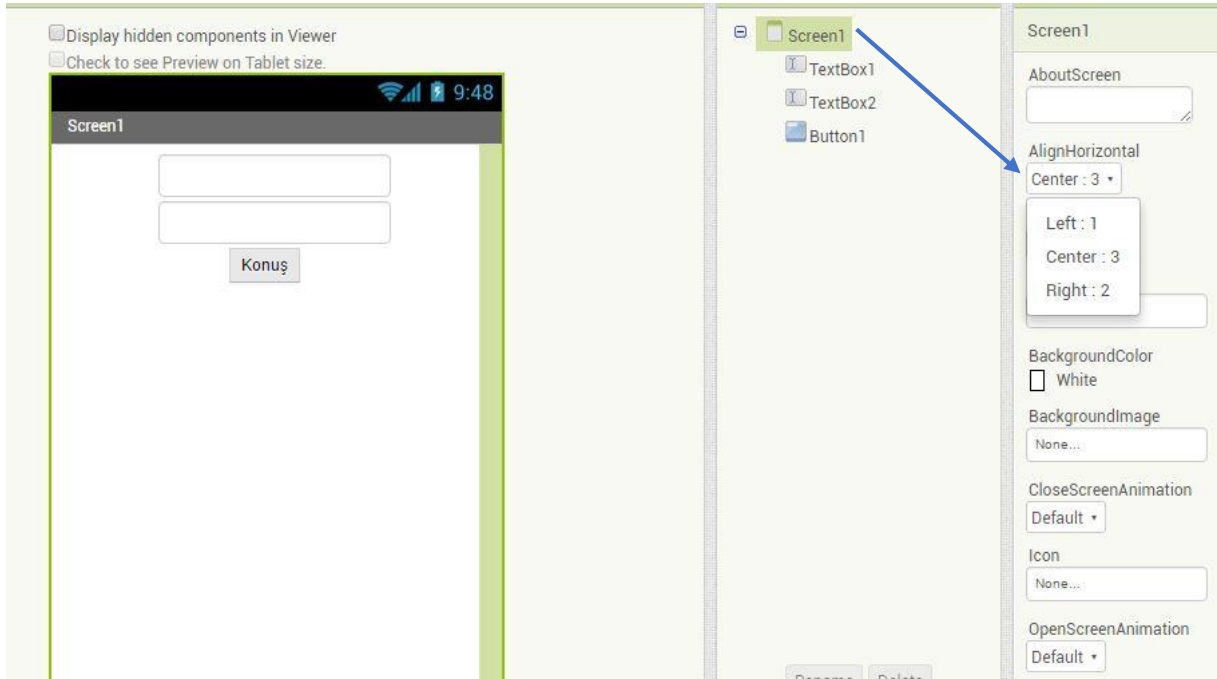 Display hidden components in Viewer
Check to see Preview on Tablet size.
9:48
Screen1
Konuş
Screen1
TextBox1
TextBox2
Button1
Rename Delete
Screen1
AboutScreen
AlignHorizontal
Center : 3
Left : 1
Center : 3
Right : 2
BackgroundColor
White
BackgroundImage
None...
CloseScreenAnimation
Default
Icon
None...
OpenScreenAnimation
Default